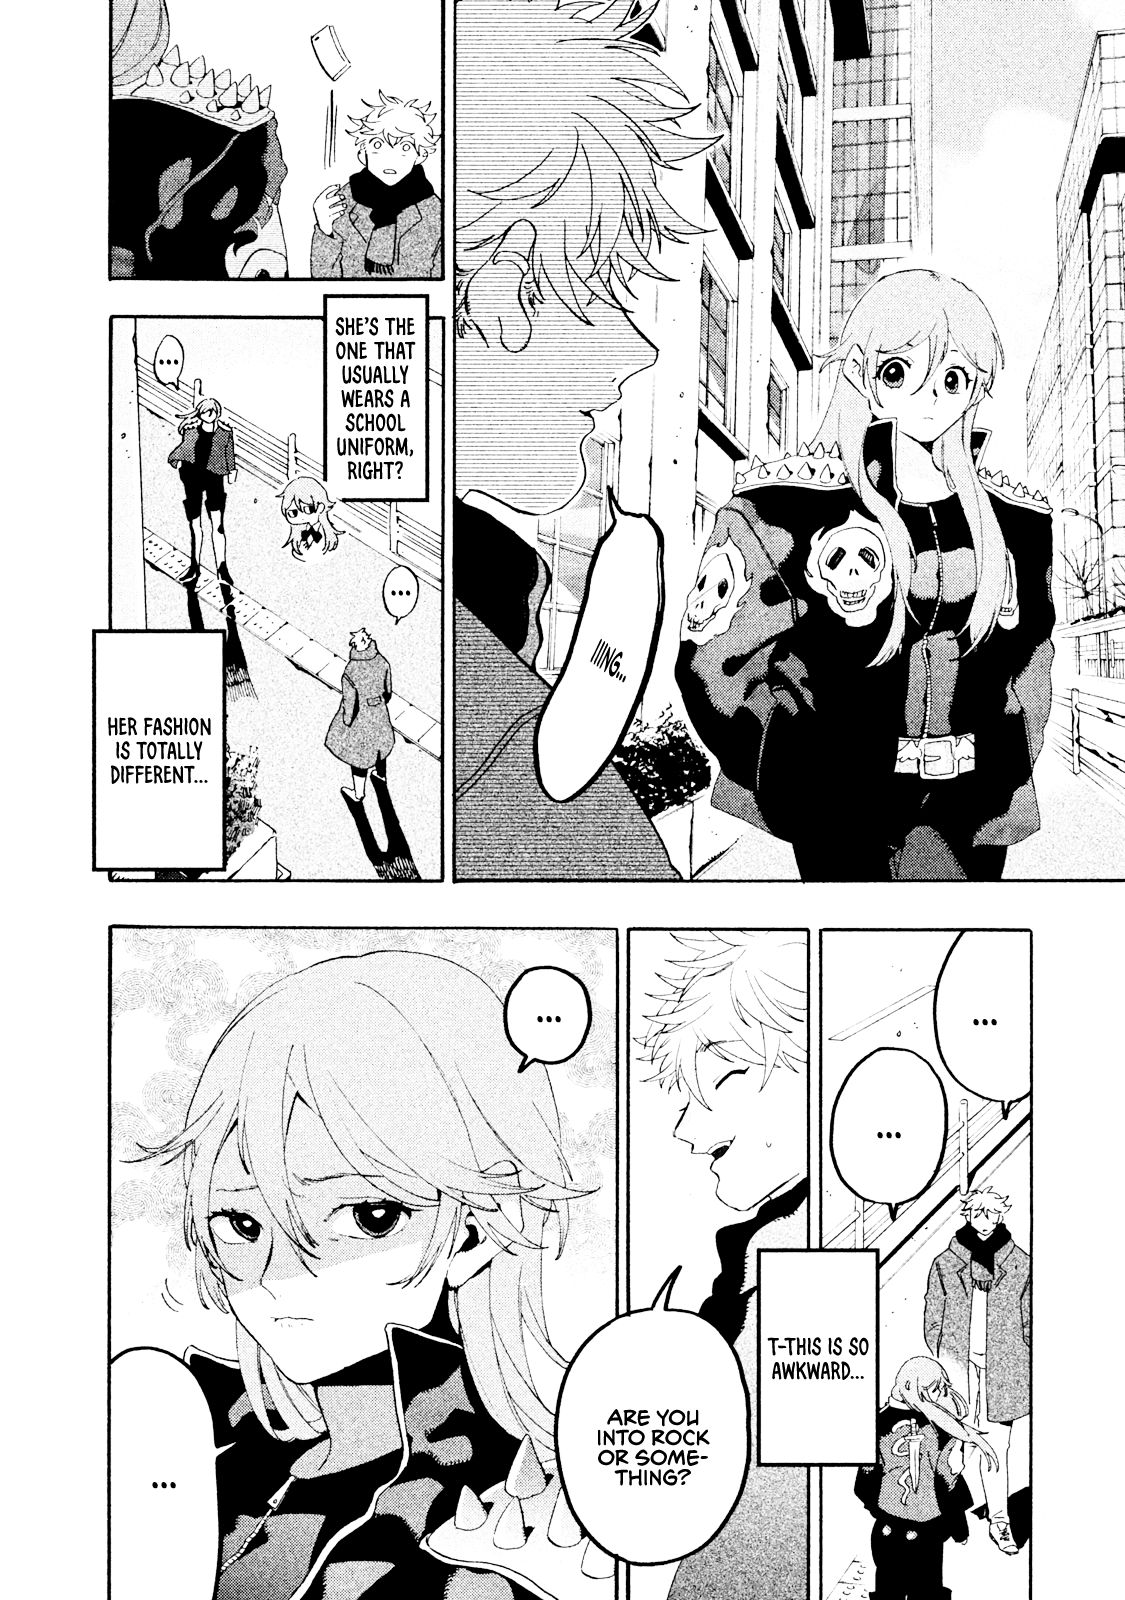 IIING...
SHE'S THE
ONE THAT
USUALLY
WEARS A
SCHOOL
UNIFORM,
RIGHT?
...
...
HER FASHION
IS TOTALLY
DIFFERENT...
...
...
T-THIS IS SO
AWKWARD...
ARE YOU
INTO ROCK
OR SOME-
THING?
...
...